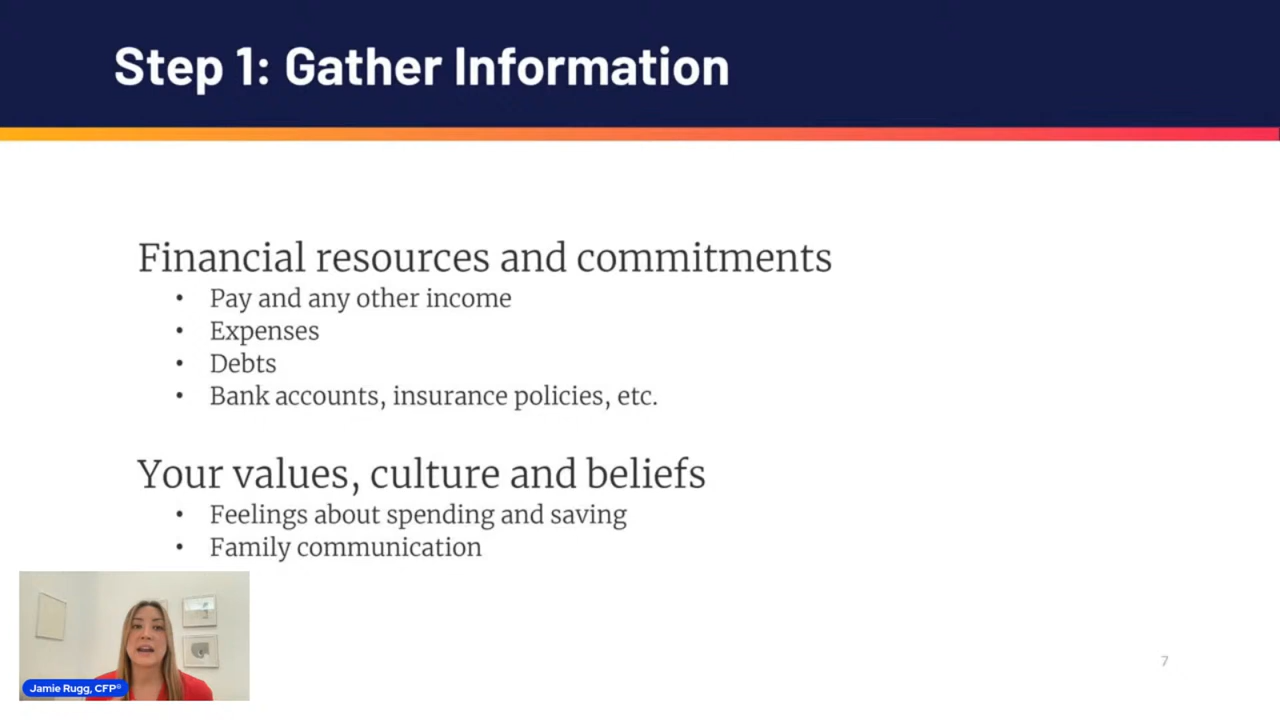 Step 1: Gather Information
Financial resources and commitments
• Pay and any other income
• Expenses
• Debts
• Bank accounts, insurance policies, etc.
Your values, culture and beliefs
• Feelings about spending and saving
• Family communication
Jamie Rugg, CFP®
7